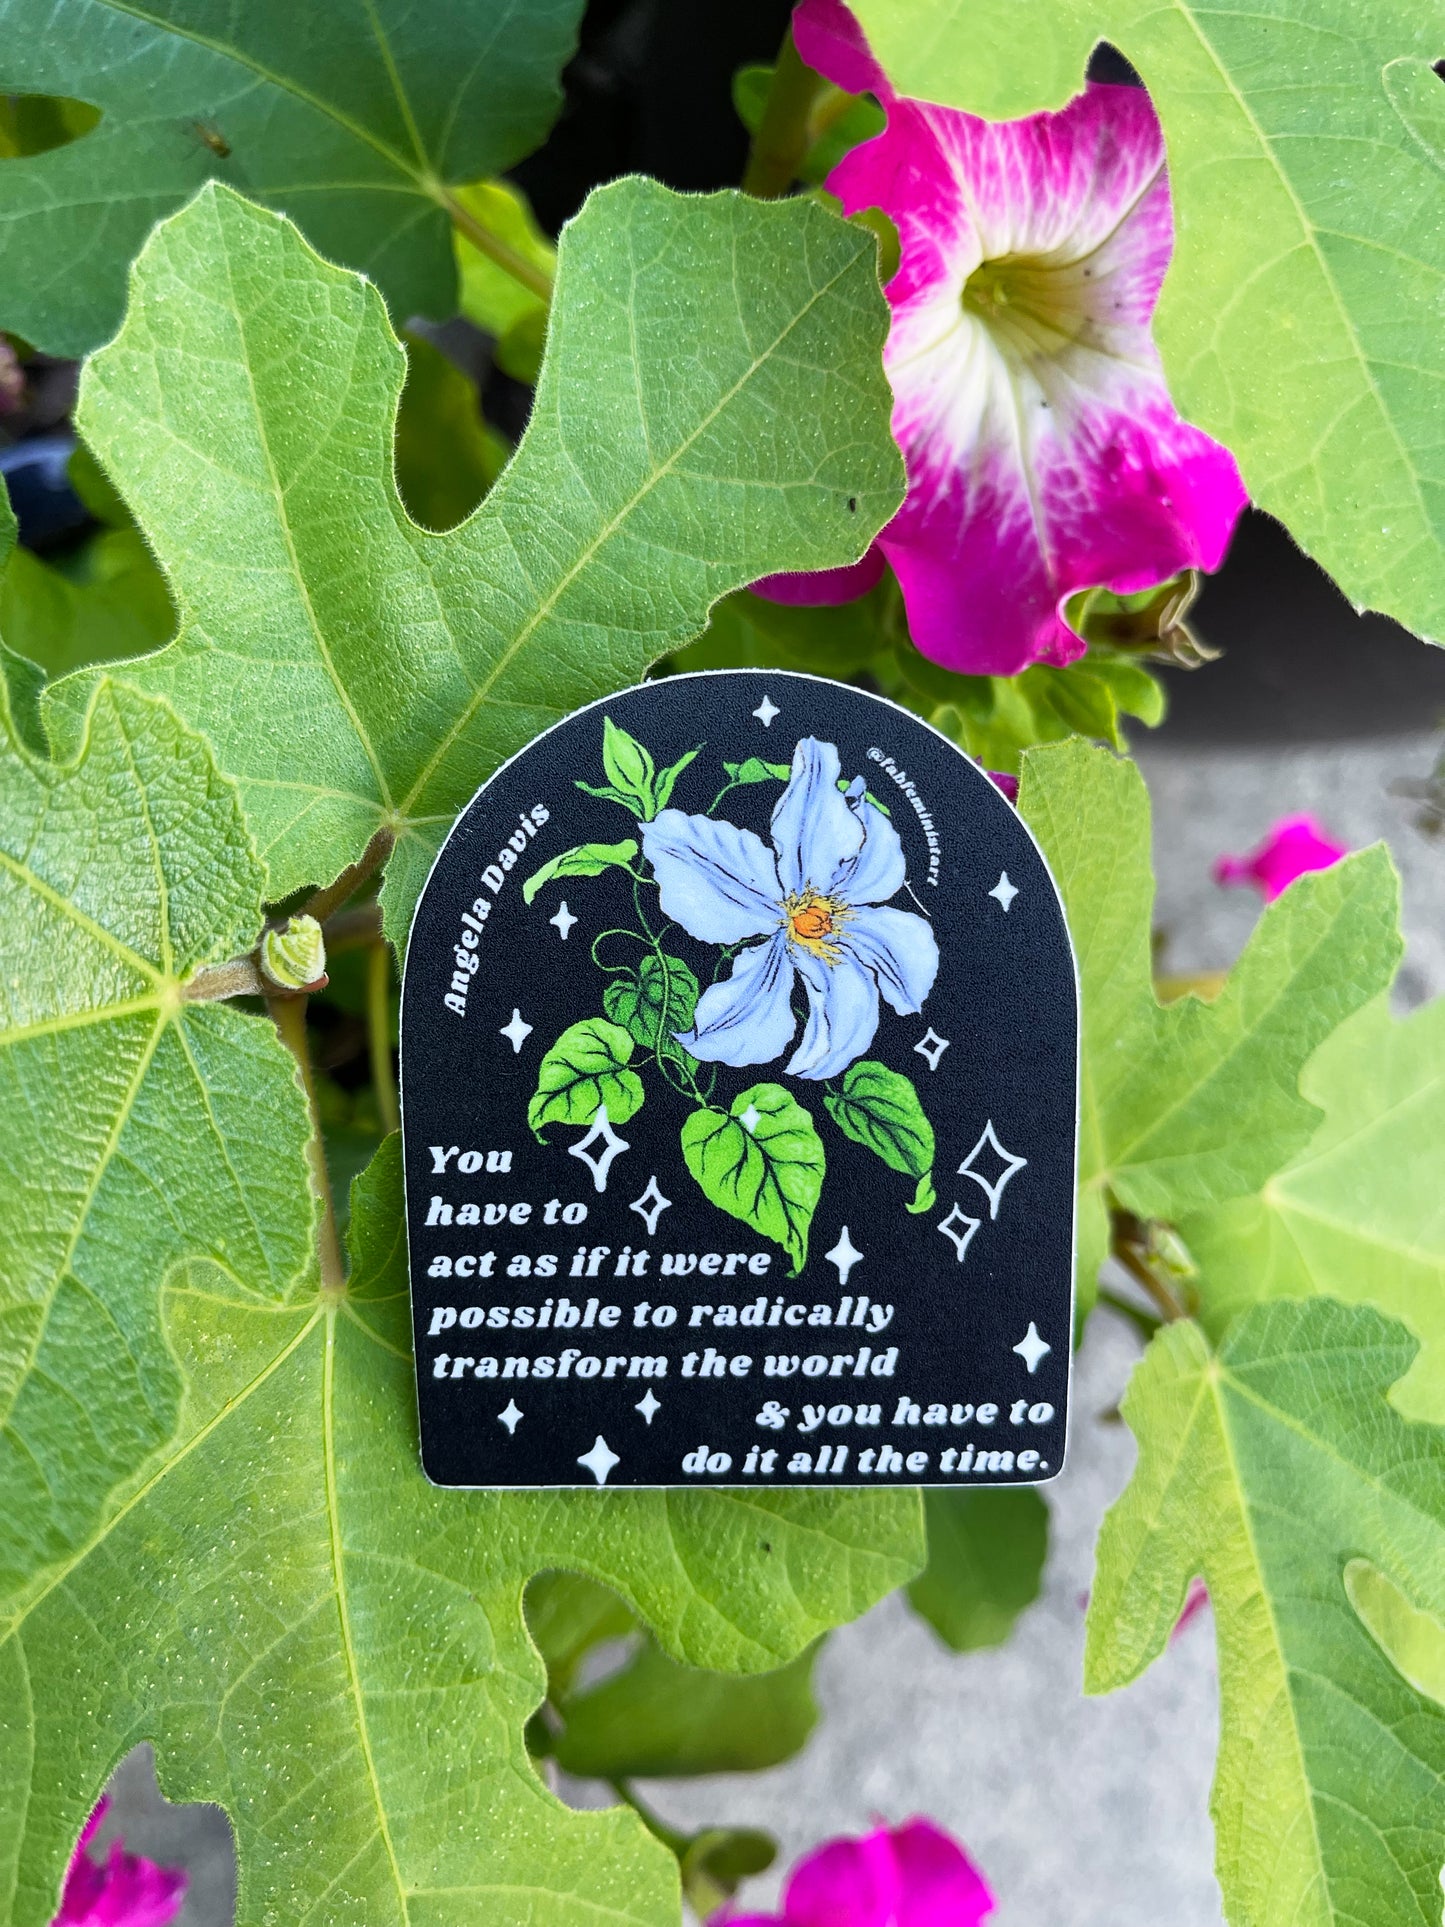 Angela Davis
@fabfeministart
You
have to
act as if it were
possible to radically
transform the world
& you have to
do it all the time.